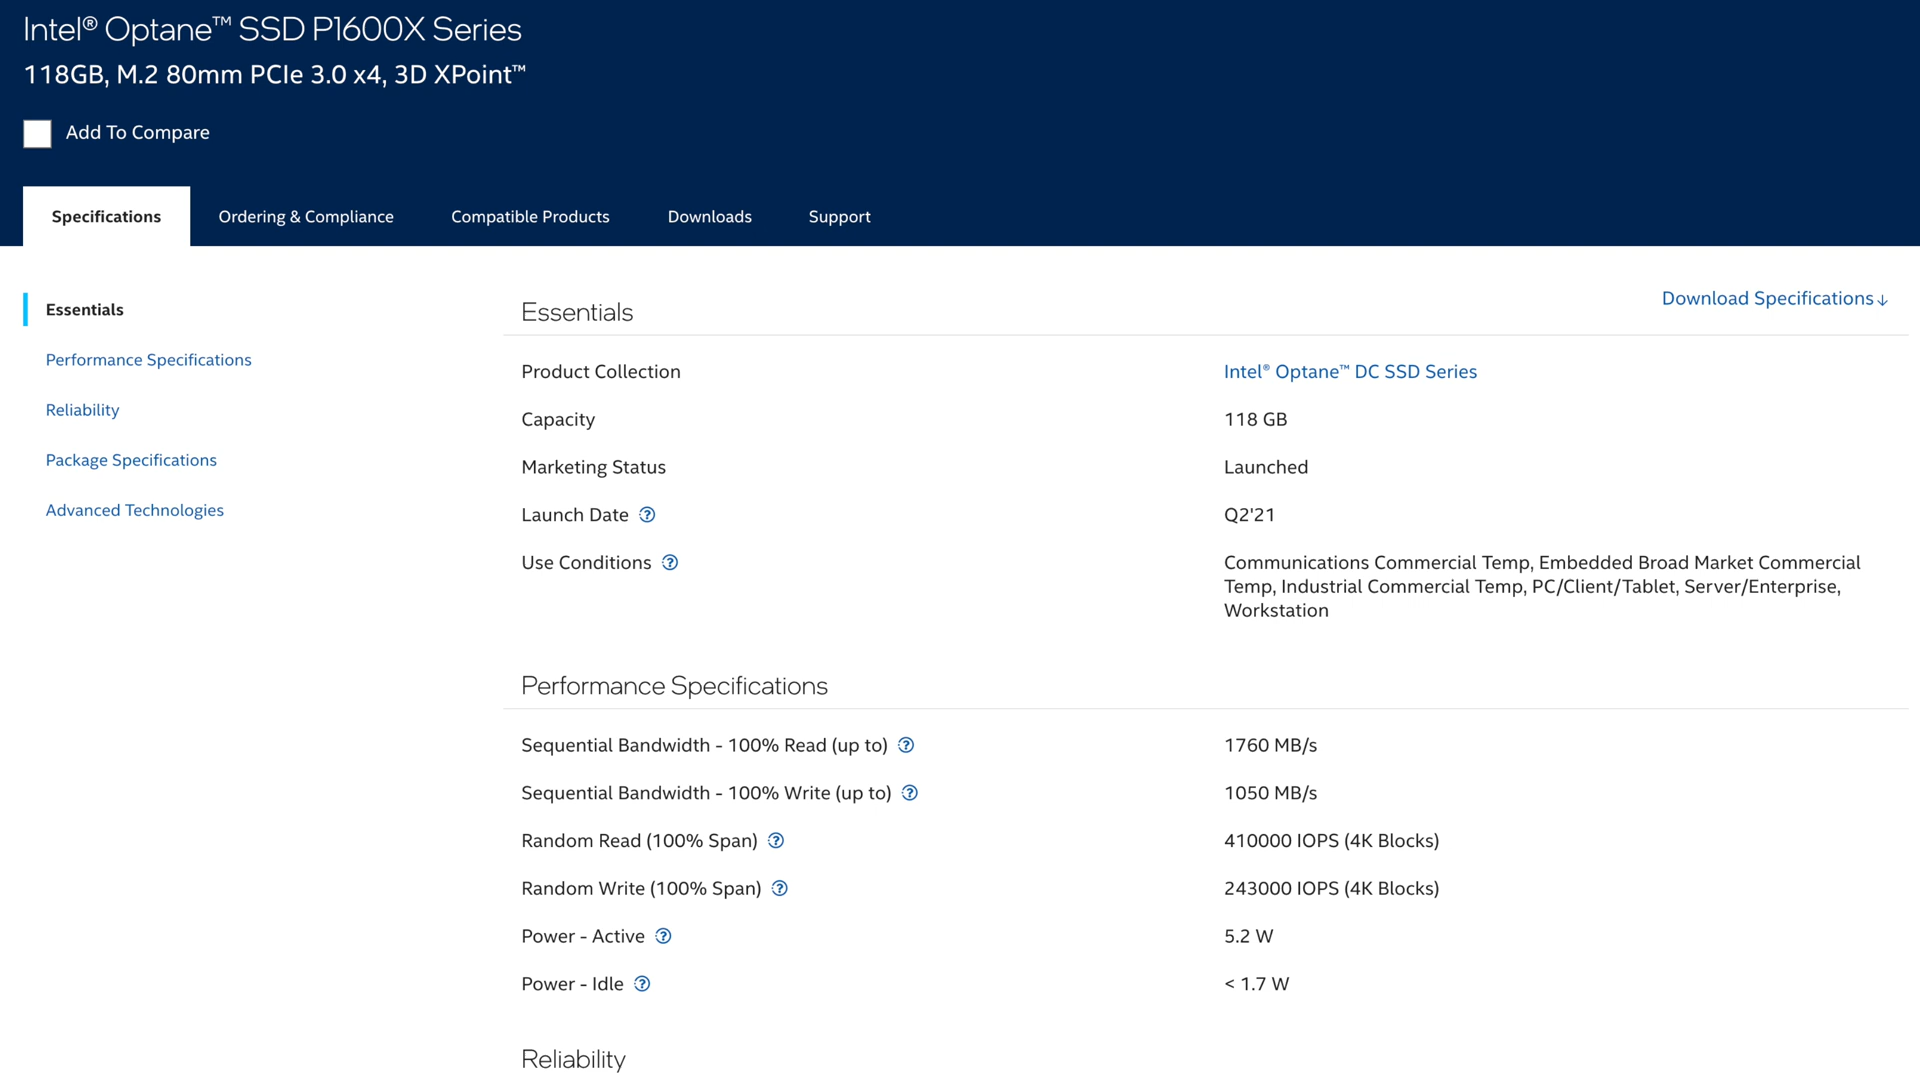 Intel® Optane™ SSD P1600X Series
118GB, M.2 80mm PCIe 3.0 x4, 3D XPoint™
Add To Compare
Specifications
Ordering & Compliance
Compatible Products
Downloads
Support
Essentials
Performance Specifications
Reliability
Package Specifications
Advanced Technologies
Essentials
Download Specifications↓
Product Collection
Intel® Optane™ DC SSD Series
Capacity
118 GB
Marketing Status
Launched
Launch Date ?
Q2'21
Use Conditions ?
Communications Commercial Temp, Embedded Broad Market Commercial
Temp, Industrial Commercial Temp, PC/Client/Tablet, Server/Enterprise,
Workstation
Performance Specifications
Sequential Bandwidth - 100% Read (up to) ?
1760 MB/s
Sequential Bandwidth - 100% Write (up to) ?
1050 MB/s
Random Read (100% Span) ?
410000 IOPS (4K Blocks)
Random Write (100% Span) ?
243000 IOPS (4K Blocks)
Power - Active ?
5.2 W
Power - Idle ?
< 1.7 W
Reliability